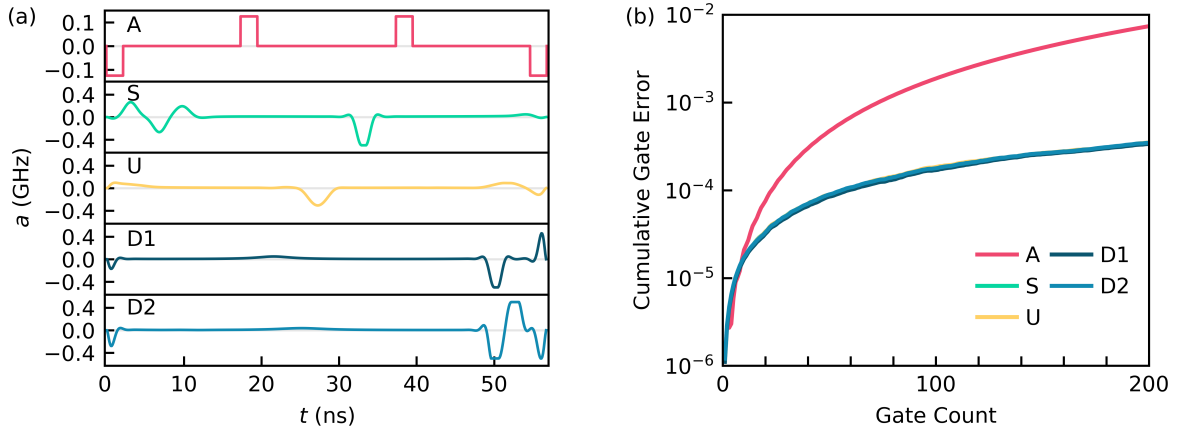 (a)
A
0.1
0.0
−0.1
S
0.4
0.0
−0.4
U
0.4
0.0
−0.4
D1
0.4
0.0
−0.4
D2
0.4
0.0
−0.4
a (GHz)
0 10 20 30 40 50
t (ns)
(b)
10⁻²
10⁻³
10⁻⁴
10⁻⁵
10⁻⁶
Cumulative Gate Error
A D1
S D2
U
0 100 200
Gate Count